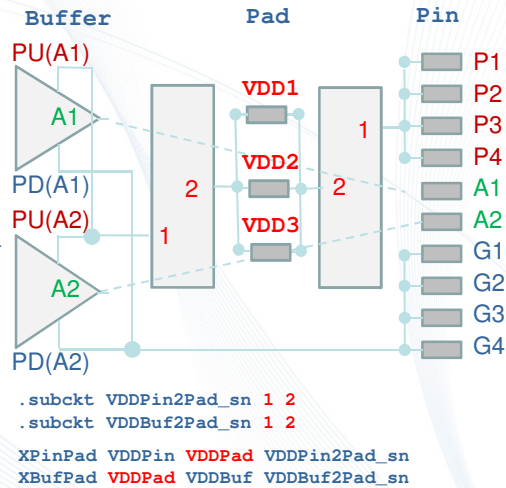 Buffer Pad Pin
PU(A1)
A1
PD(A1)
PU(A2)
A2
PD(A2)
1
2
VDD1
VDD2
VDD3
1
2
P1
P2
P3
P4
A1
A2
G1
G2
G3
G4
.subckt VDDPin2Pad_sn 1 2
.subckt VDDBuf2Pad_sn 1 2
XPinPad VDDPin VDDPad VDDPin2Pad_sn
XBufPad VDDPad VDDBuf VDDBuf2Pad_sn